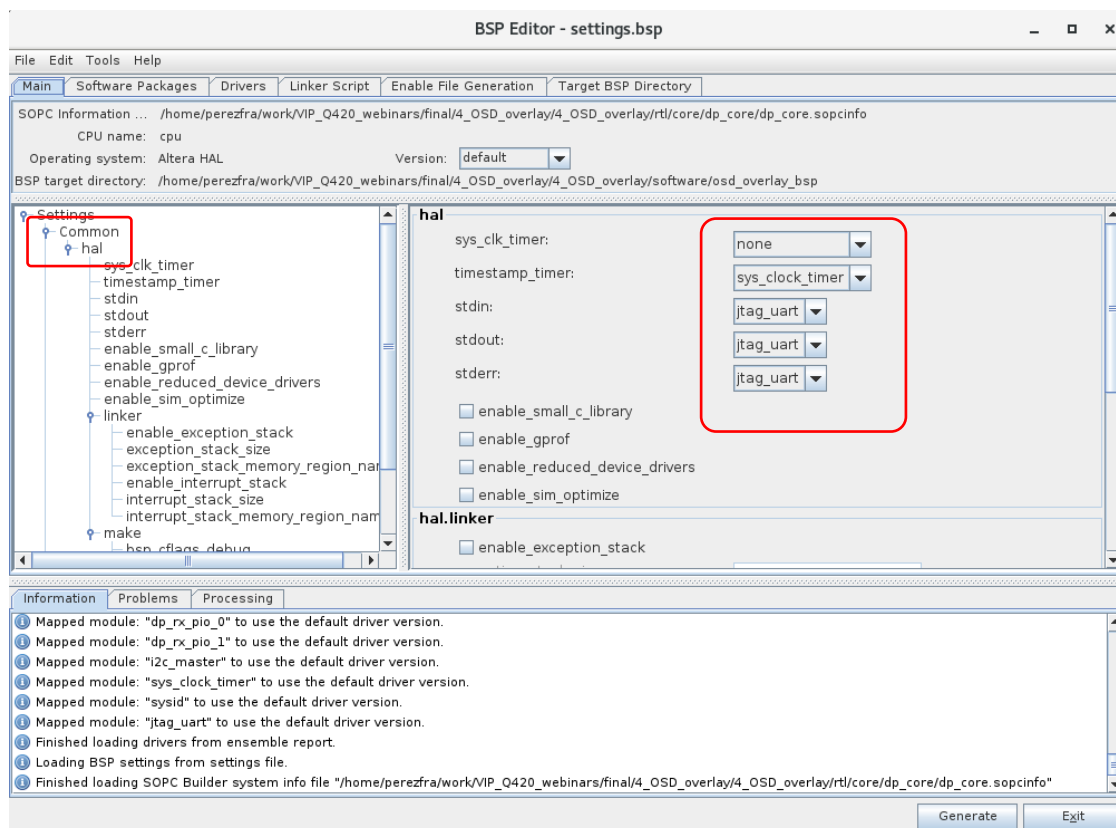 BSP Editor - settings.bsp
File Edit Tools Help
Main Software Packages Drivers Linker Script Enable File Generation Target BSP Directory
SOPC Information ... /home/perezfra/work/VIP_Q420_webinars/final/4_OSD_overlay/4_OSD_overlay/rtl/core/dp_core/dp_core.sopcinfo
CPU name: cpu
Operating system: Altera HAL Version: default
BSP target directory: /home/perezfra/work/VIP_Q420_webinars/final/4_OSD_overlay/4_OSD_overlay/software/osd_overlay_bsp
Settings
Common
hal
sys_clk_timer
timestamp_timer
stdin
stdout
stderr
enable_small_c_library
enable_gprof
enable_reduced_device_drivers
enable_sim_optimize
linker
enable_exception_stack
exception_stack_size
exception_stack_memory_region_nar
enable_interrupt_stack
interrupt_stack_size
interrupt_stack_memory_region_nam
make
bsp_cflags_debug
hal
sys_clk_timer: none
timestamp_timer: sys_clock_timer
stdin: jtag_uart
stdout: jtag_uart
stderr: jtag_uart
enable_small_c_library
enable_gprof
enable_reduced_device_drivers
enable_sim_optimize
hal.linker
enable_exception_stack
Information Problems Processing
Mapped module: "dp_rx_pio_0" to use the default driver version.
Mapped module: "dp_rx_pio_1" to use the default driver version.
Mapped module: "i2c_master" to use the default driver version.
Mapped module: "sys_clock_timer" to use the default driver version.
Mapped module: "sysid" to use the default driver version.
Mapped module: "jtag_uart" to use the default driver version.
Finished loading drivers from ensemble report.
Loading BSP settings from settings file.
Finished loading SOPC Builder system info file "/home/perezfra/work/VIP_Q420_webinars/final/4_OSD_overlay/4_OSD_overlay/rtl/core/dp_core/dp_core.sopcinfo"
Generate Exit